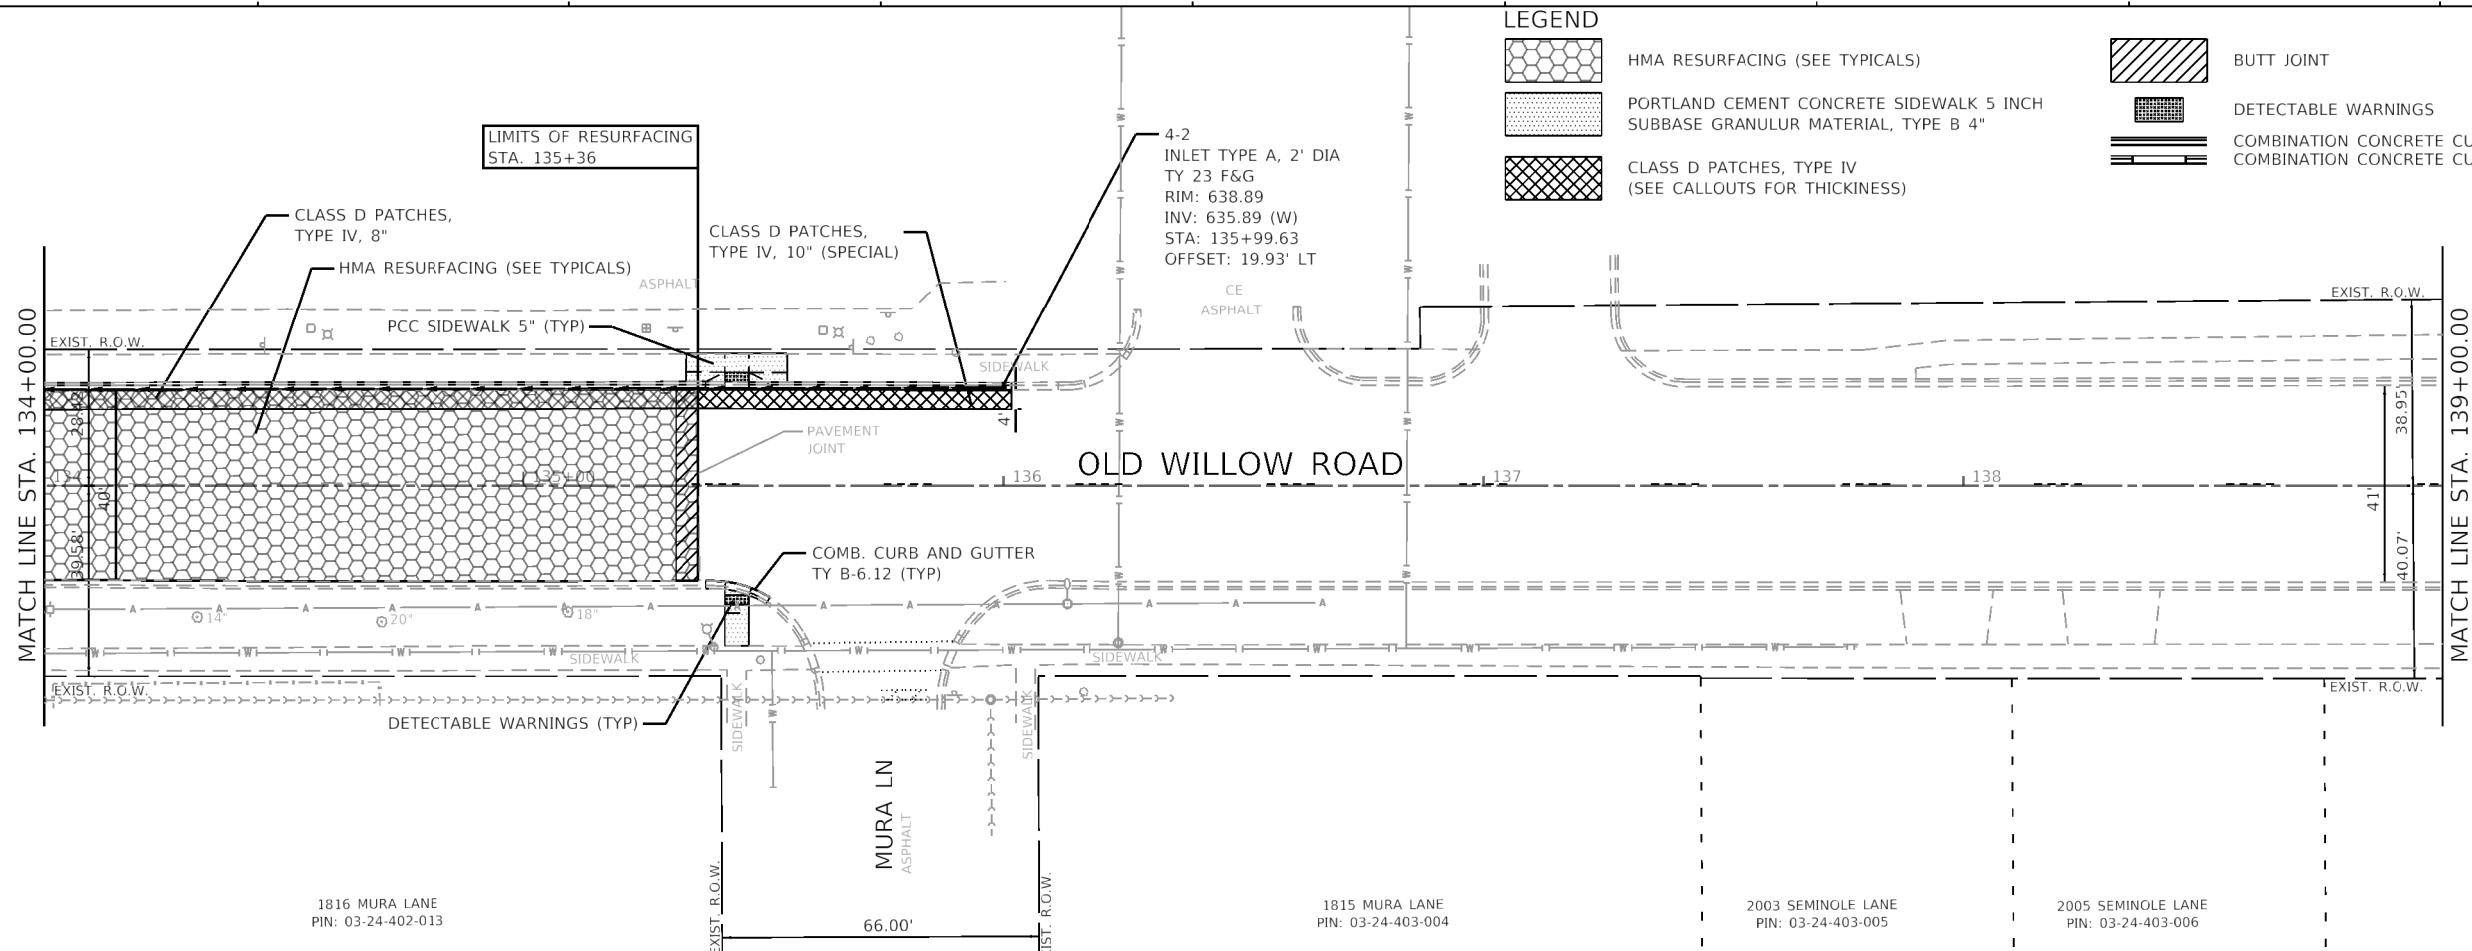 LEGEND
HMA RESURFACING (SEE TYPICALS)
PORTLAND CEMENT CONCRETE SIDEWALK 5 INCH
SUBBASE GRANULUR MATERIAL, TYPE B 4"
CLASS D PATCHES, TYPE IV
(SEE CALLOUTS FOR THICKINESS)
BUTT JOINT
DETECTABLE WARNINGS
COMBINATION CONCRETE CU
COMBINATION CONCRETE CU
LIMITS OF RESURFACING
STA. 135+36
4-2
INLET TYPE A, 2' DIA
TY 23 F&G
RIM: 638.89
INV: 635.89 (W)
STA: 135+99.63
OFFSET: 19.93' LT
CLASS D PATCHES,
TYPE IV, 8"
CLASS D PATCHES,
TYPE IV, 10" (SPECIAL)
HMA RESURFACING (SEE TYPICALS)
ASPHALT
CE
ASPHALT
PCC SIDEWALK 5" (TYP)
EXIST. R.O.W.
EXIST. R.O.W.
SIDEWALK
MATCH LINE STA. 134+00.00
MATCH LINE STA. 139+00.00
4'
PAVEMENT
JOINT
OLD WILLOW ROAD
134
135+00
136
137
138
40'
39.58'
38.95'
41'
40.07'
COMB. CURB AND GUTTER
TY B-6.12 (TYP)
A A A A A A A A A A A A A A
14"
20"
18"
W W W W W W W W W W W W
SIDEWALK
SIDEWALK
EXIST. R.O.W.
EXIST. R.O.W.
DETECTABLE WARNINGS (TYP)
SIDEWALK
SIDEWALK
MURA LN
ASPHALT
EXIST. R.O.W.
IST. R.O.W.
66.00'
1816 MURA LANE
PIN: 03-24-402-013
1815 MURA LANE
PIN: 03-24-403-004
2003 SEMINOLE LANE
PIN: 03-24-403-005
2005 SEMINOLE LANE
PIN: 03-24-403-006